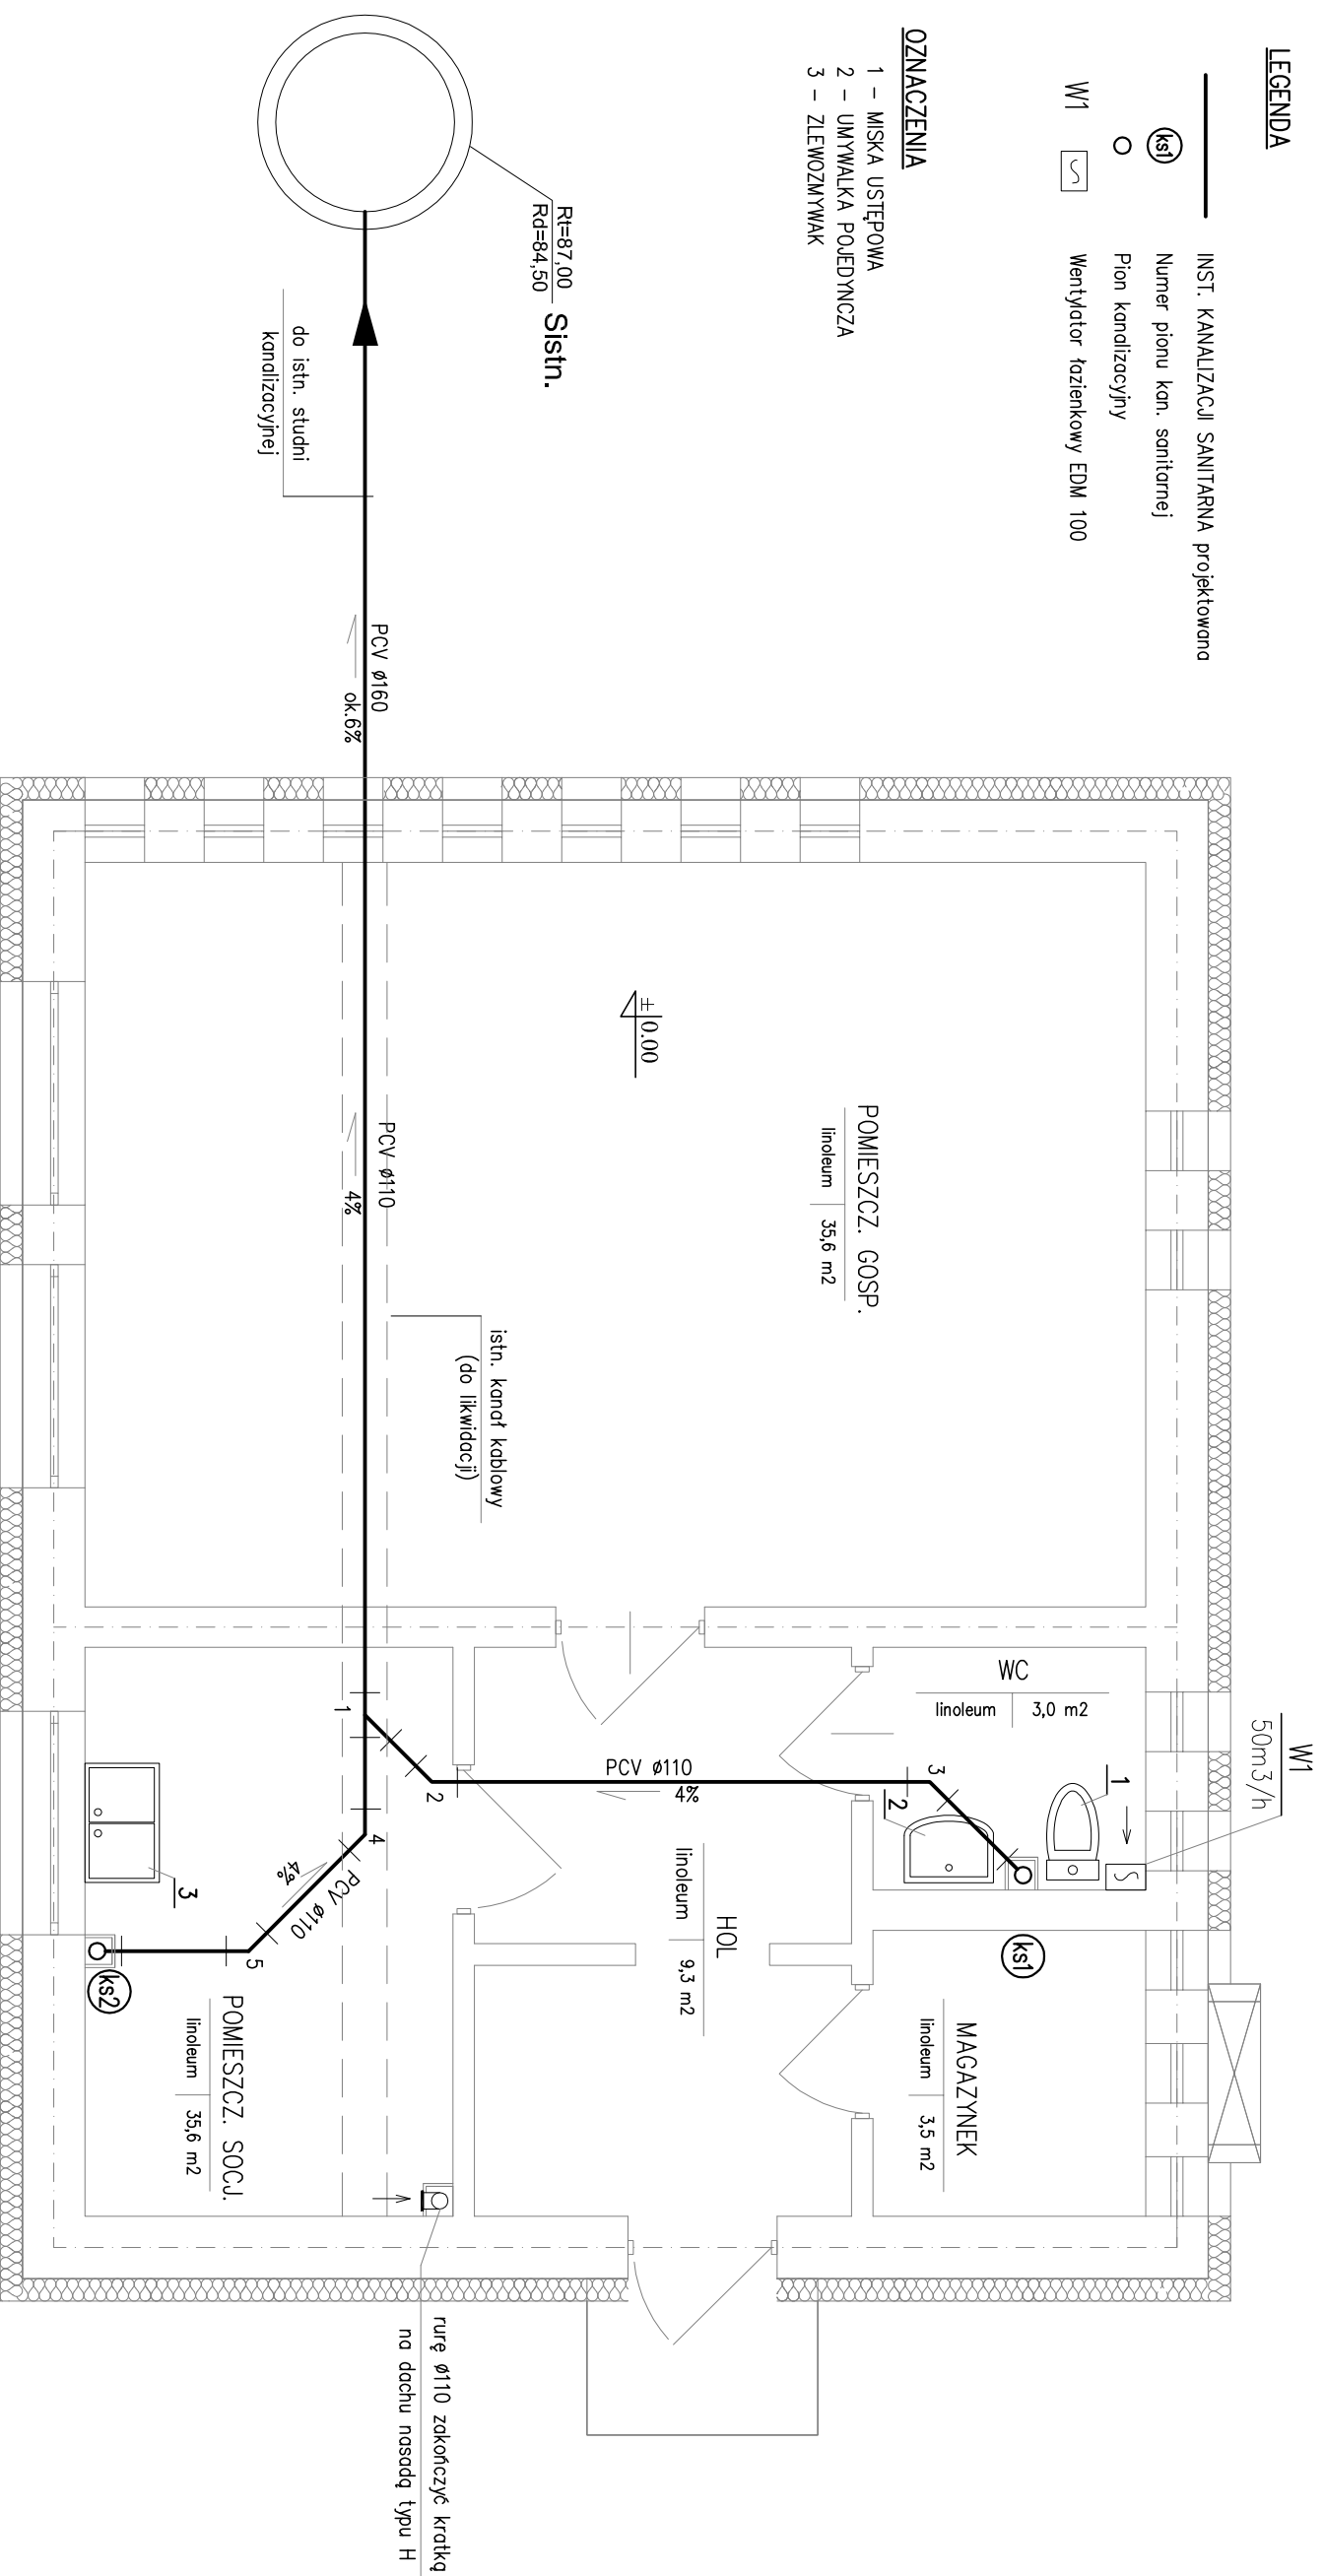 LEGENDA
INST. KANALIZACJI SANITARNA projektowana
ks1
Numer pionu kan. sanitarnej
Pion kanalizacyjny
W1
Wentylator łazienkowy EDM 100
OZNACZENIA
1 – MISKA USTĘPOWA
2 – UMYWALKA POJEDYNCZA
3 – ZLEWOZMYWAK
Rt=87,00
Rd=84,50
Sistn.
do istn. studni
kanalizacyjnej
PCV ø160
ok.6%
±0.00
POMIESZCZ. GOSP.
linoleum 35,6 m2
PCV ø110
4%
istn. kanał kablowy
(do likwidacji)
W1
50m3/h
WC
linoleum 3,0 m2
1
2
3
PCV ø110
4%
2
1
4
PCV ø110
4%
5
3
ks2
ks1
HOL
linoleum 9,3 m2
MAGAZYNEK
linoleum 3,5 m2
POMIESZCZ. SOCJ.
linoleum 35,6 m2
rurę ø110 zakończyć kratką
na dachu nasadą typu H